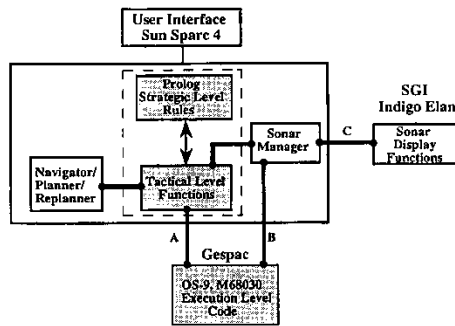 User Interface
Sun Sparc 4
Prolog
Strategic Level
Rules
SGI
Indigo Elan
Sonar
Manager
C
Sonar
Display
Functions
Navigator/
Planner/
Replanner
Tactical Level
Functions
A
B
Gespac
OS-9, M68030
Execution Level
Code